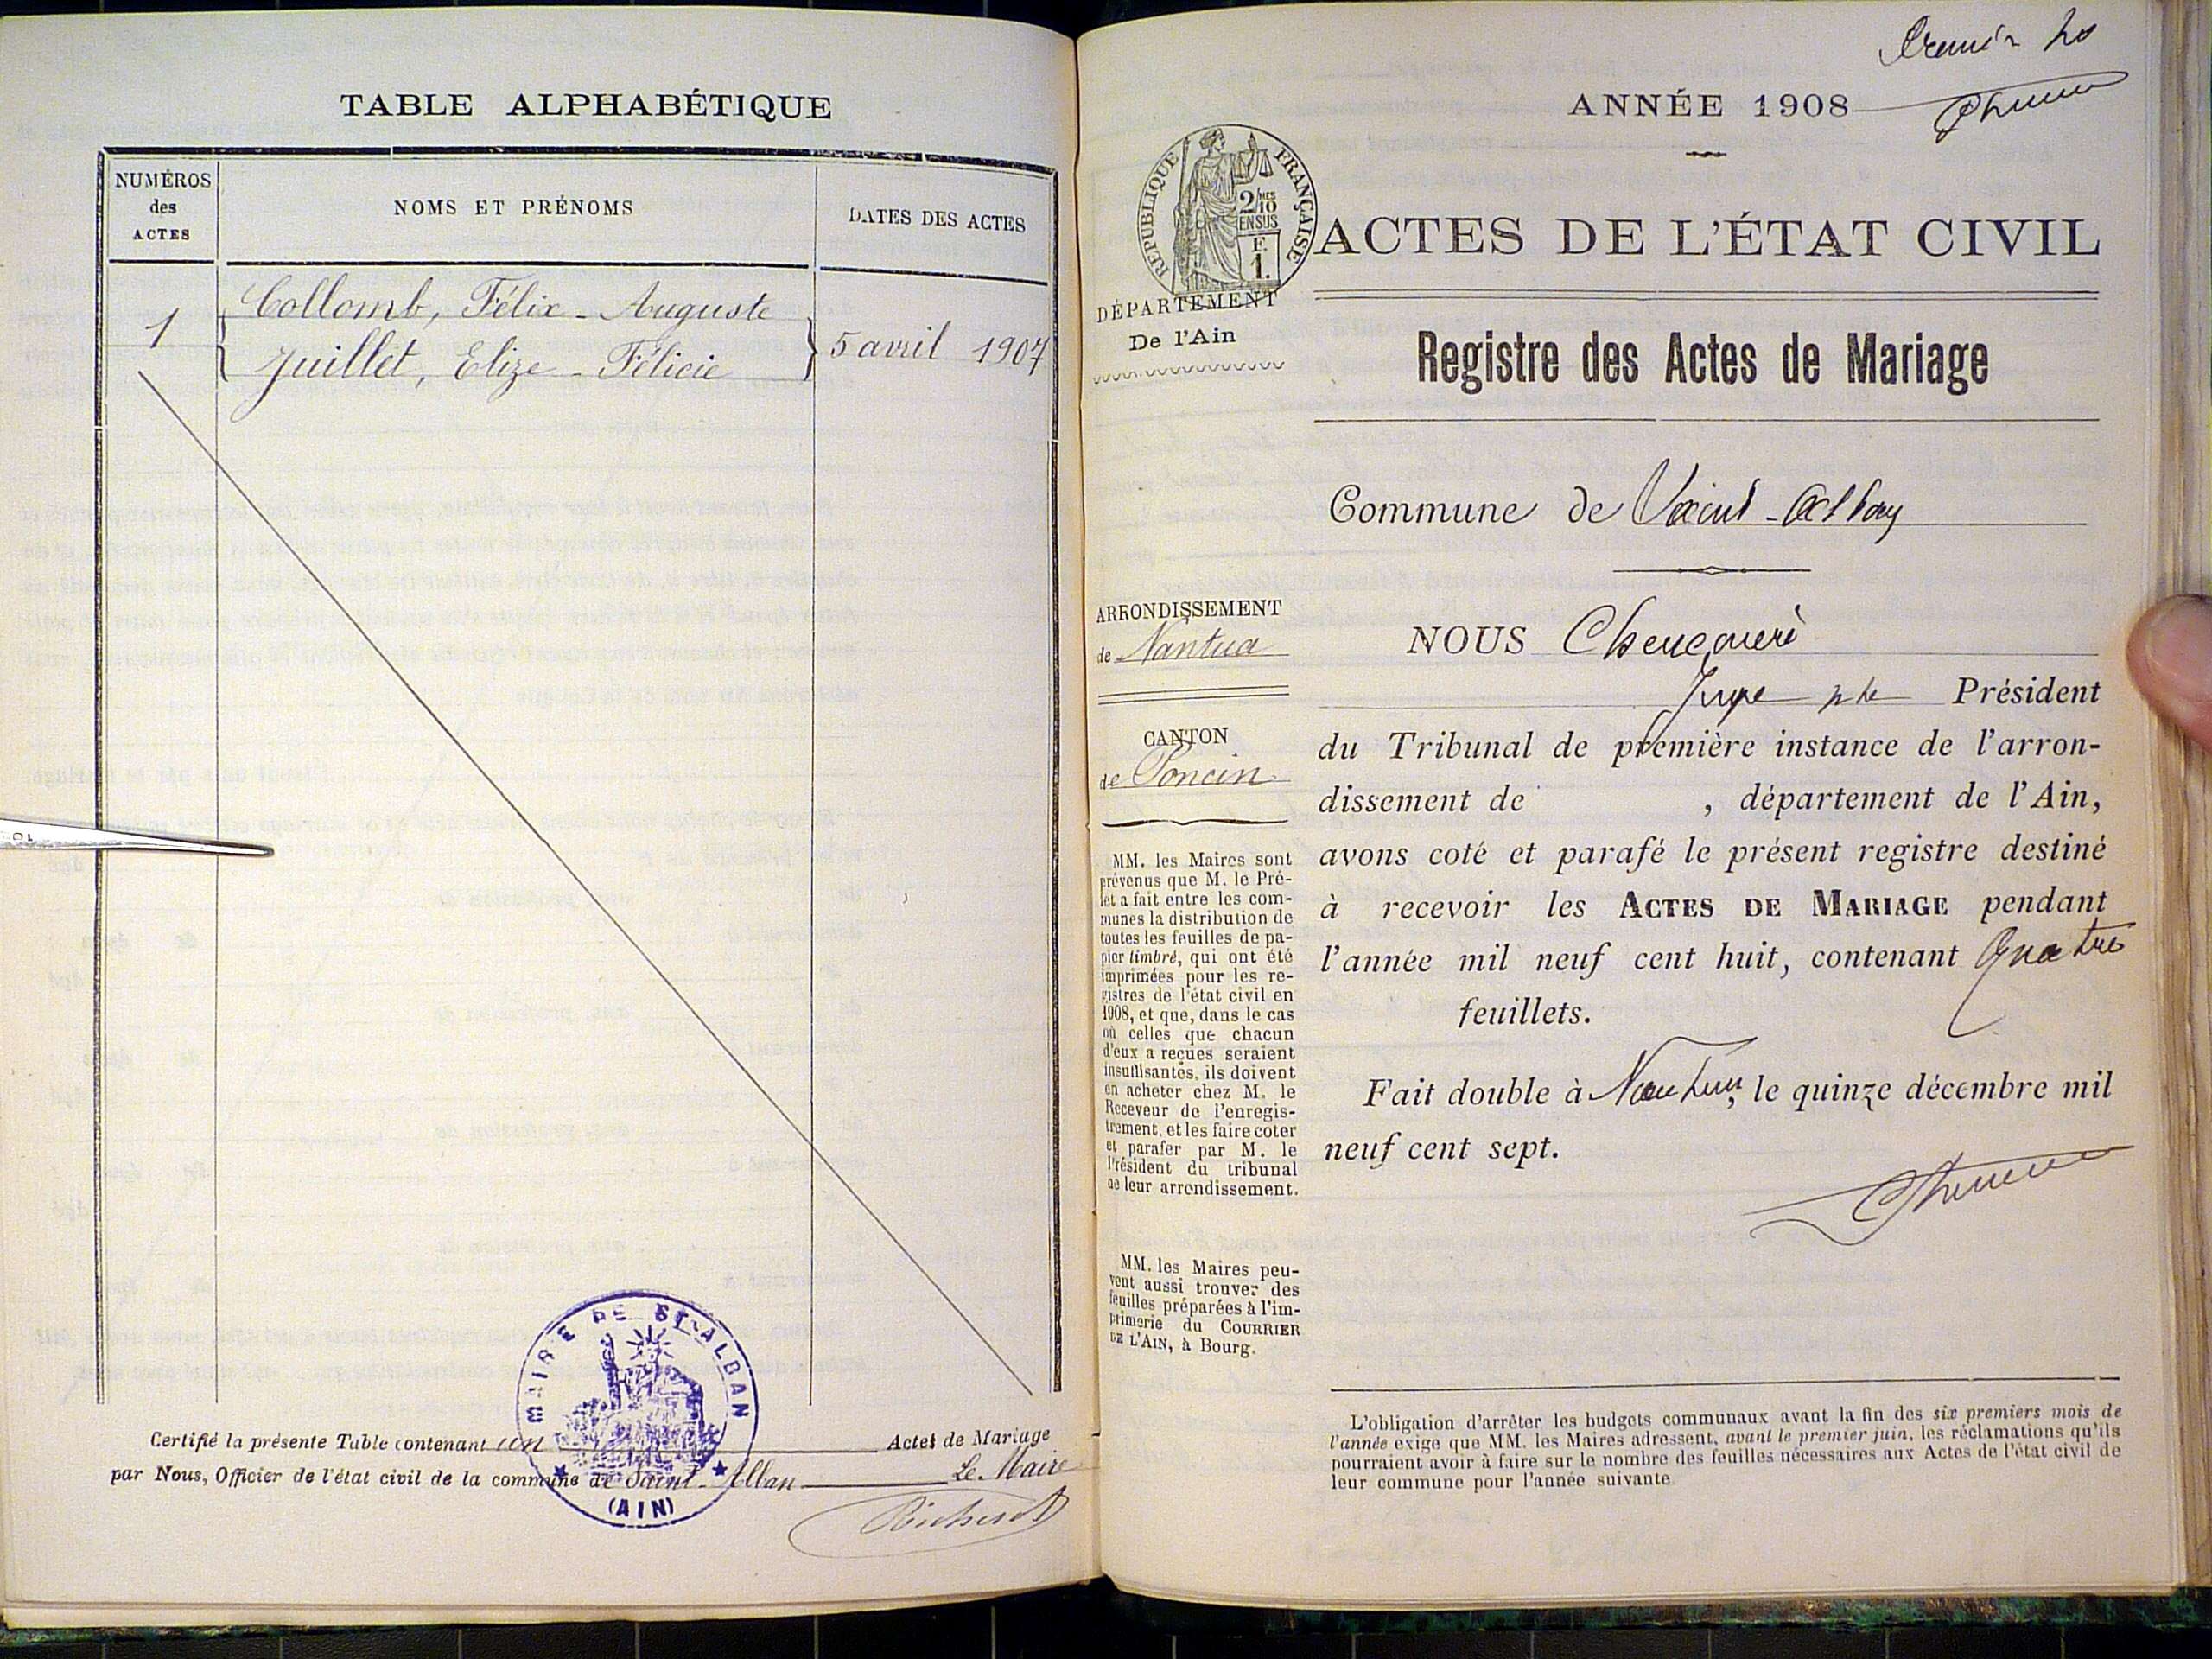 TABLE ALPHABÉTIQUE
NUMÉROS
des
ACTES
NOMS ET PRÉNOMS
DATES DES ACTES
1
Collomb, Félix - Auguste
Juillet, Elize - Félicie
5 avril 1907
MAIRIE DE ST-ALBAN
(AIN)
Certifié la présente Table contenant un Actes de Mariage
par Nous, Officier de l'état civil de la commune de Saint-Alban Le Maire
ANNÉE 1908
RÉPUBLIQUE FRANÇAISE
2/10 MES
EN SUS
F.
1.
ACTES DE L'ÉTAT CIVIL
DÉPARTEMENT
De l'Ain
Registre des Actes de Mariage
Commune de Saint-Alban
ARRONDISSEMENT
de Nantua
CANTON
de Poncin
MM. les Maires sont
prévenus que M. le Pré-
fet a fait entre les com-
munes la distribution de
toutes les feuilles de pa-
pier timbré, qui ont été
imprimées pour les re-
gistres de l'état civil en
1908, et que, dans le cas
où celles que chacun
d'eux a reçues seraient
insuffisantes, ils doivent
en acheter chez M. le
Receveur de l'enregis-
trement, et les faire coter
et parafer par M. le
Président du tribunal
de leur arrondissement.
MM. les Maires peu-
vent aussi trouver des
feuilles préparées à l'im-
primerie du COURRIER
DE L'AIN, à Bourg.
NOUS
Juge Président
du Tribunal de première instance de l'arron-
dissement de , département de l'Ain,
avons coté et parafé le présent registre destiné
à recevoir les ACTES DE MARIAGE pendant
l'année mil neuf cent huit, contenant Quatre
feuillets.
Fait double à Nantua, le quinze décembre mil
neuf cent sept.
L'obligation d'arrêter les budgets communaux avant la fin des six premiers mois de
l'année exige que MM. les Maires adressent, avant le premier juin, les réclamations qu'ils
pourraient avoir à faire sur le nombre des feuilles nécessaires aux Actes de l'état civil de
leur commune pour l'année suivante.